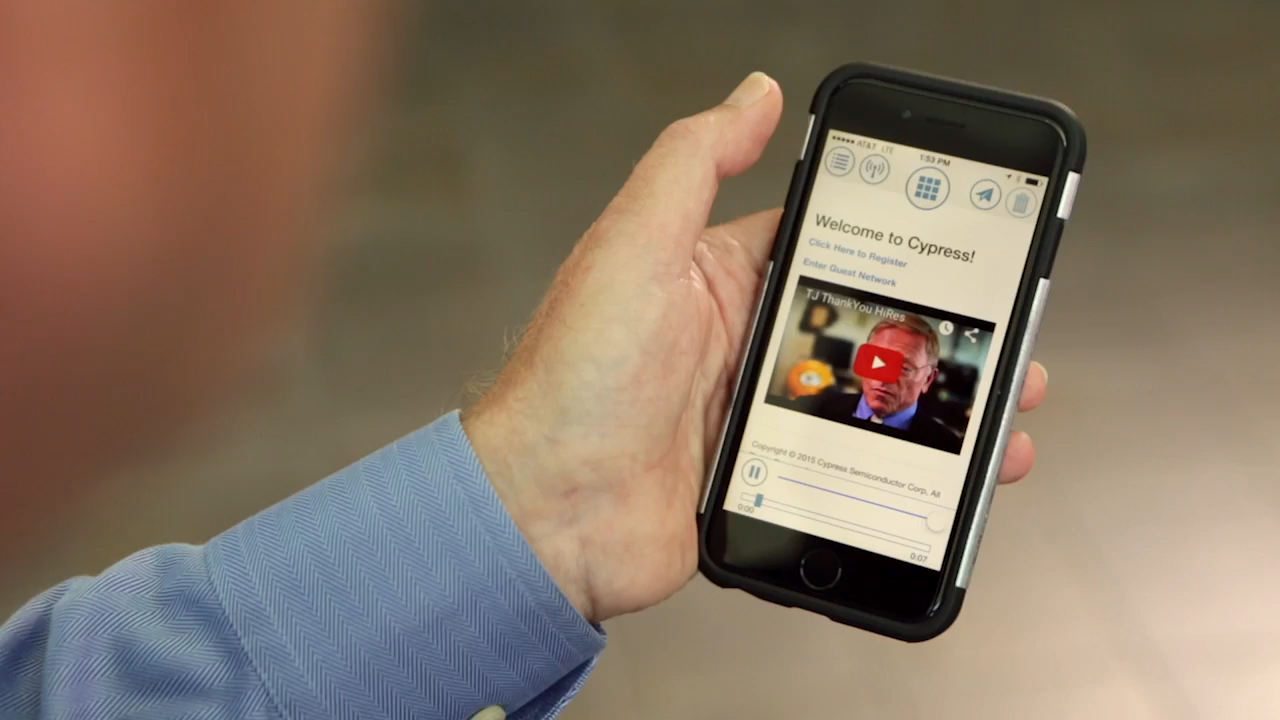 AT&T LTE
1:53 PM
Welcome to Cypress!
Click Here to Register
Enter Guest Network
TJ ThankYou HiRes
Copyright © 2015 Cypress Semiconductor Corp, All
0:00
0:07